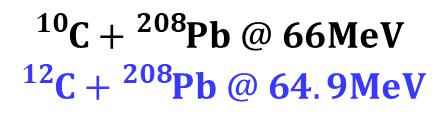 ¹⁰C + ²⁰⁸Pb @ 66MeV
¹²C + ²⁰⁸Pb @ 64.9MeV